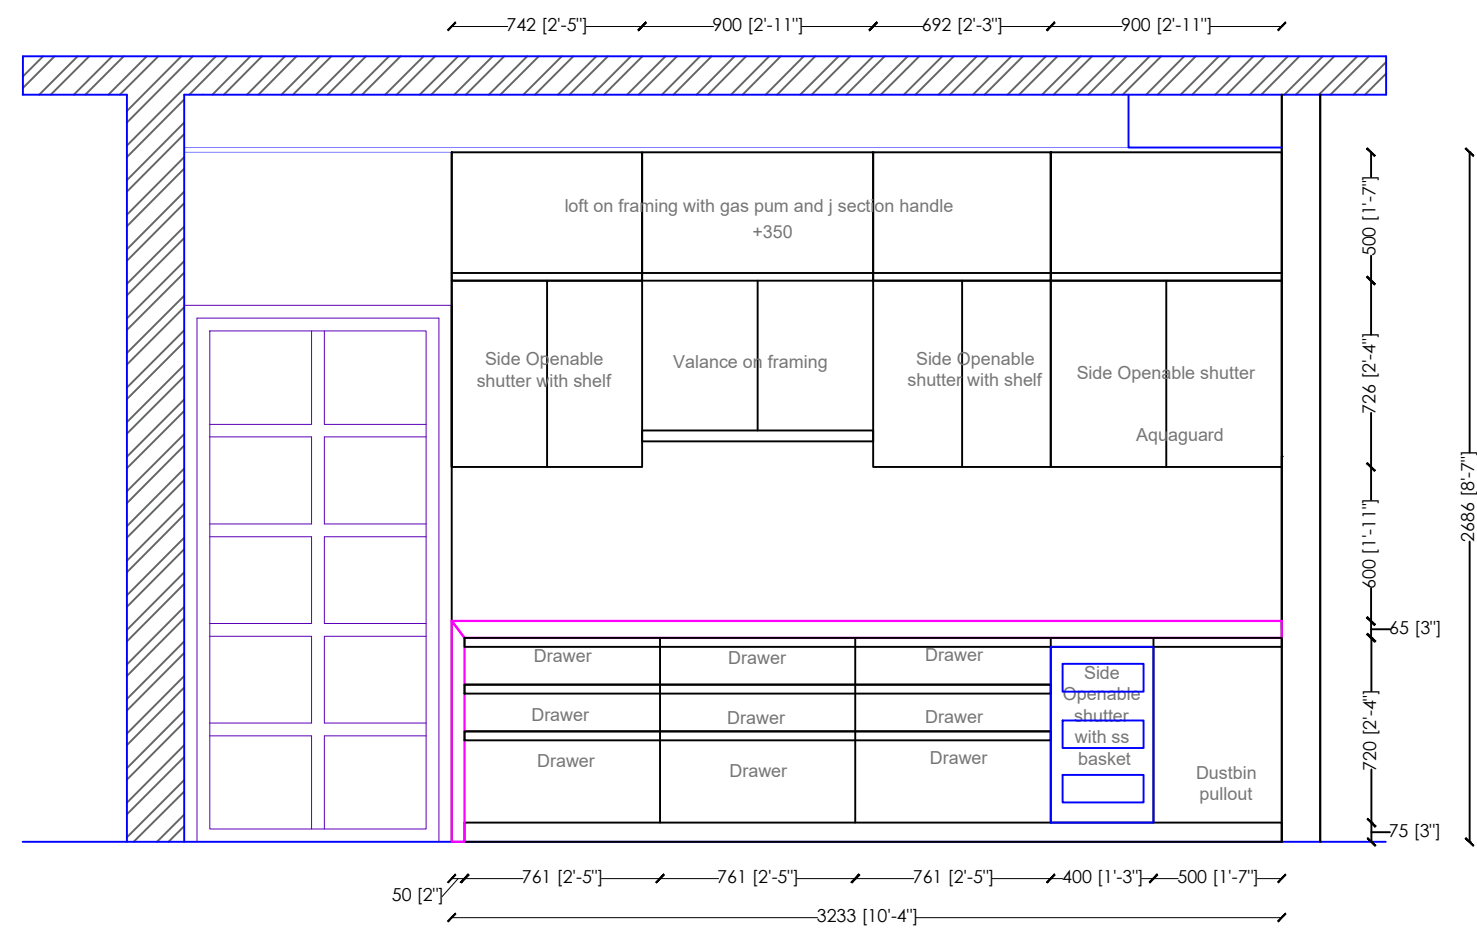 742 [2'-5"]
900 [2'-11"]
692 [2'-3"]
900 [2'-11"]
loft on framing with gas pum and j section handle
+350
500 [1'-7"]
Side Openable
shutter with shelf
Valance on framing
Side Openable
shutter with shelf
Side Openable shutter
Aquaguard
726 [2'-4"]
2686 [8'-7"]
600 [1'-11"]
65 [3"]
Drawer
Drawer
Drawer
Side
Openable
shutter
with ss
basket
Drawer
Drawer
Drawer
720 [2'-4"]
Drawer
Drawer
Drawer
Dustbin
pullout
75 [3"]
50 [2"]
761 [2'-5"]
761 [2'-5"]
761 [2'-5"]
400 [1'-3"]
500 [1'-7"]
3233 [10'-4"]